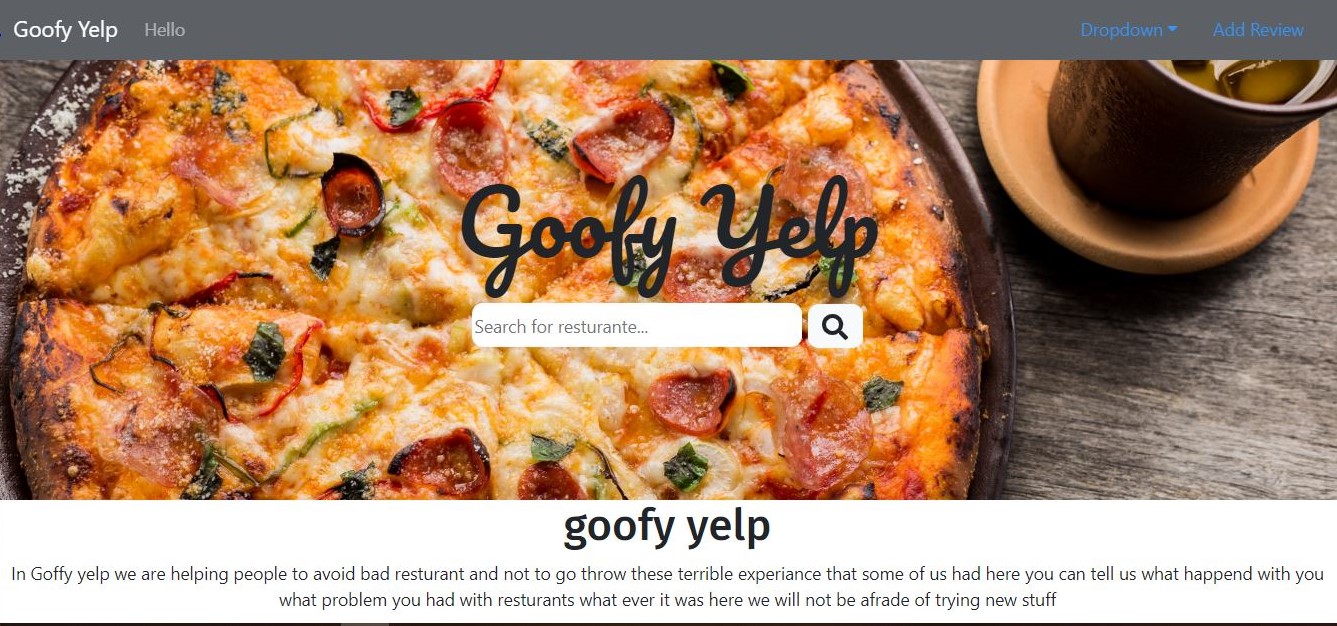 Goofy Yelp Hello Dropdown Add Review
Goofy Yelp
Search for resturante...
goofy yelp
In Goffy yelp we are helping people to avoid bad resturant and not to go throw these terrible experiance that some of us had here you can tell us what happend with you
what problem you had with resturants what ever it was here we will not be afrade of trying new stuff